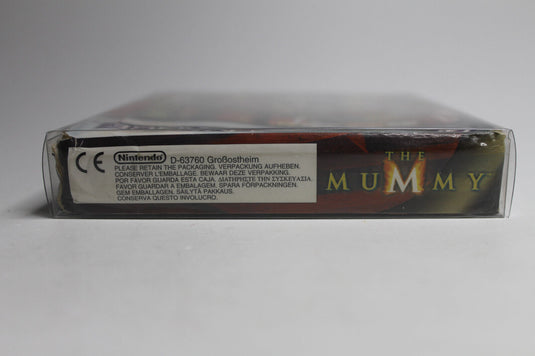 CE Nintendo D-63760 Großostheim
PLEASE RETAIN THE PACKAGING. VERPACKUNG AUFHEBEN.
CONSERVER L'EMBALLAGE. BEWAAR DEZE VERPAKKING.
POR FAVOR GUARDE ESTA CAJA. ΔΙΑΤΗΡΗΣΤΕ ΤΗΝ ΣΥΣΚΕΥΑΣΙΑ
FAVOR GUARDAR A EMBALAGEM. SPARA FÖRPACKNINGEN.
GEM EMBALLAGEN. SÄILYTÄ PAKKAUS.
CONSERVA QUESTO INVOLUCRO.
THE
MUMMY